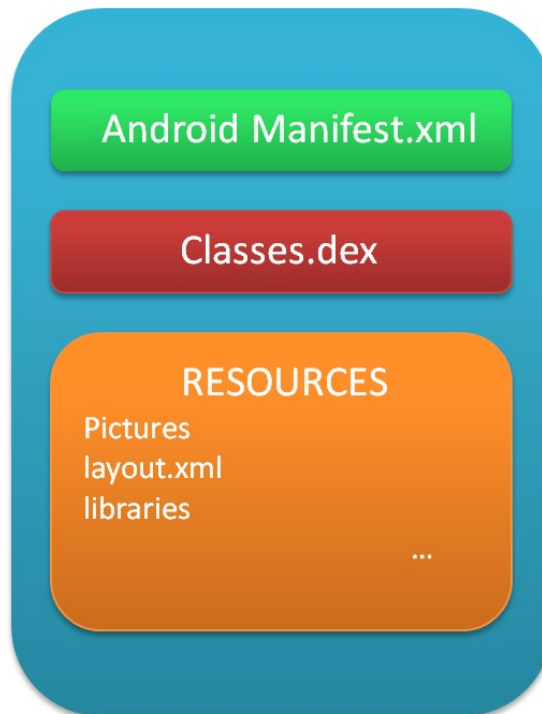 Android Manifest.xml
Classes.dex
RESOURCES
Pictures
layout.xml
libraries
...